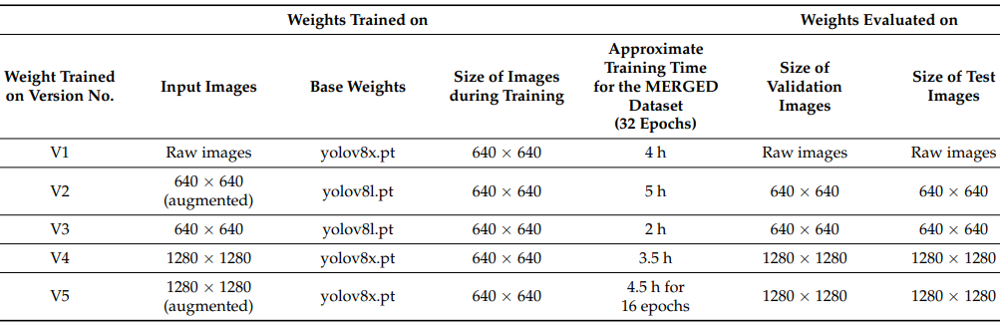 Weights Trained on Weights Evaluated on
Weight Trained on Version No. Input Images Base Weights Size of Images during Training Approximate Training Time for the MERGED Dataset (32 Epochs) Size of Validation Images Size of Test Images
V1 Raw images yolov8x.pt 640 × 640 4 h Raw images Raw images
V2 640 × 640 (augmented) yolov8l.pt 640 × 640 5 h 640 × 640 640 × 640
V3 640 × 640 yolov8l.pt 640 × 640 2 h 640 × 640 640 × 640
V4 1280 × 1280 yolov8x.pt 640 × 640 3.5 h 1280 × 1280 1280 × 1280
V5 1280 × 1280 (augmented) yolov8x.pt 640 × 640 4.5 h for 16 epochs 1280 × 1280 1280 × 1280